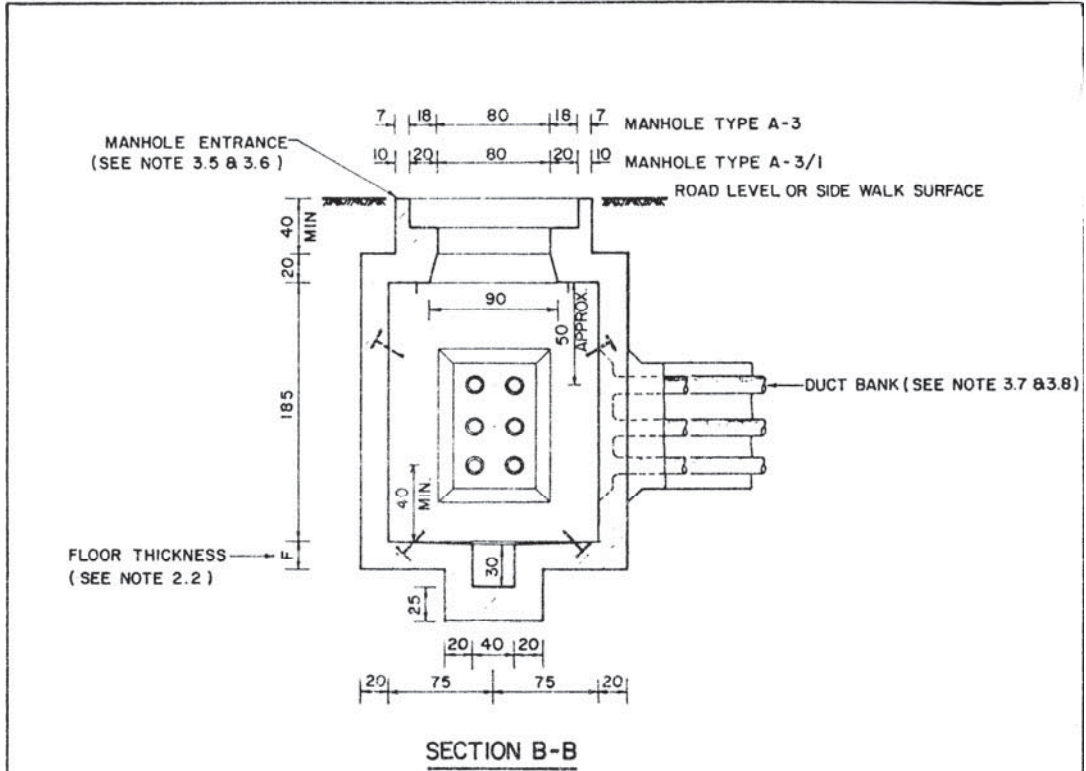 7 18 80 18 7 MANHOLE TYPE A-3
MANHOLE ENTRANCE
(SEE NOTE 3.5 & 3.6)
10 20 80 20 10 MANHOLE TYPE A-3/1
ROAD LEVEL OR SIDE WALK SURFACE
40 MIN
20
90
50 APPROX.
185
DUCT BANK (SEE NOTE 3.7 & 3.8)
40 MIN.
FLOOR THICKNESS
(SEE NOTE 2.2)
F
30
25
20 40 20
20 75 75 20
SECTION B-B